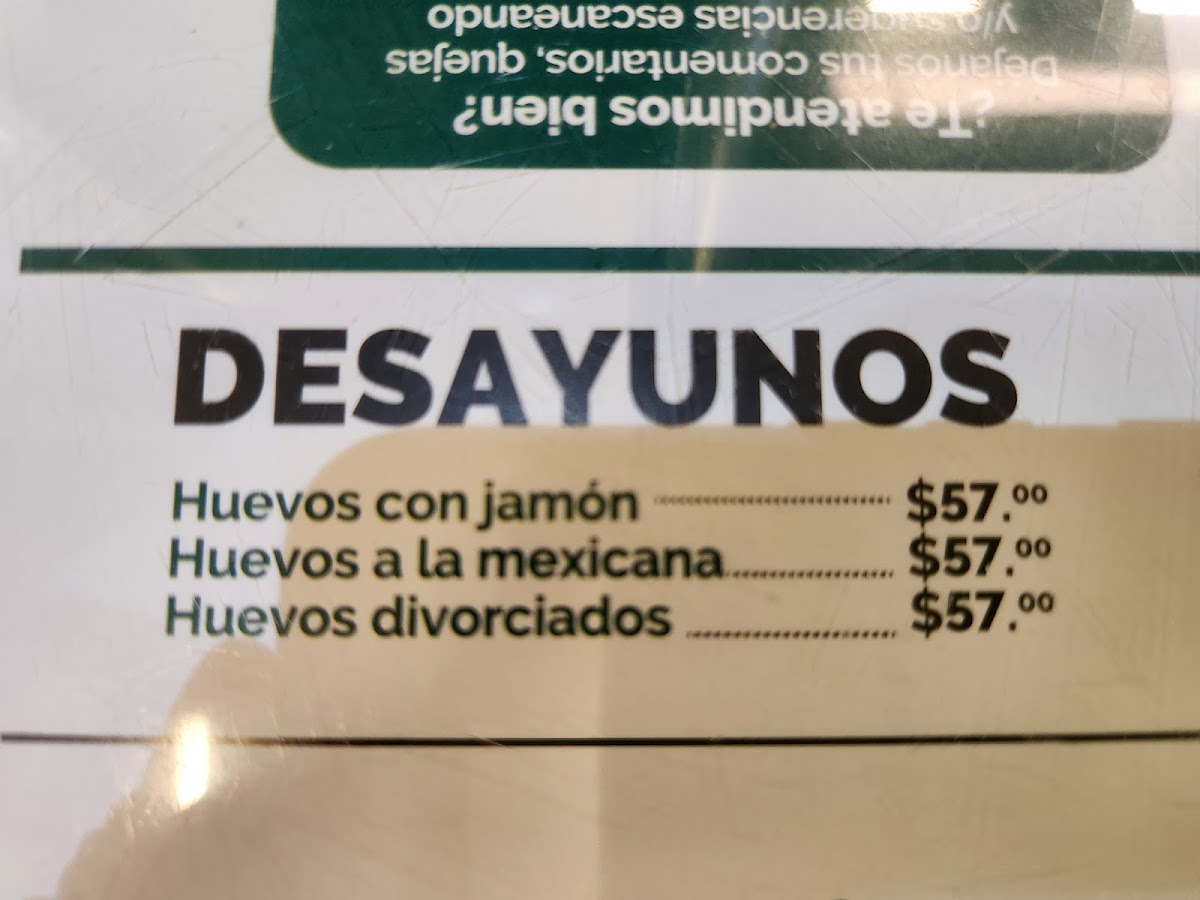 ¿Te atendimos bien?
Dejanos tus comentarios, quejas
y/o sugerencias escaneando
DESAYUNOS
Huevos con jamón $57.00
Huevos a la mexicana $57.00
Huevos divorciados $57.00